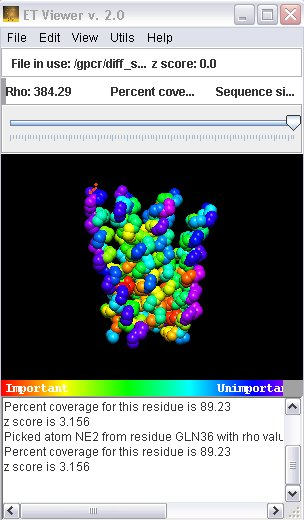 ET Viewer v. 2.0
File Edit View Utils Help
File in use: /gpcr/diff_s... z score: 0.0
Rho: 384.29 Percent cove... Sequence si...
Important Unimportan
Percent coverage for this residue is 89.23
z score is 3.156
Picked atom NE2 from residue GLN36 with rho valu
Percent coverage for this residue is 89.23
z score is 3.156